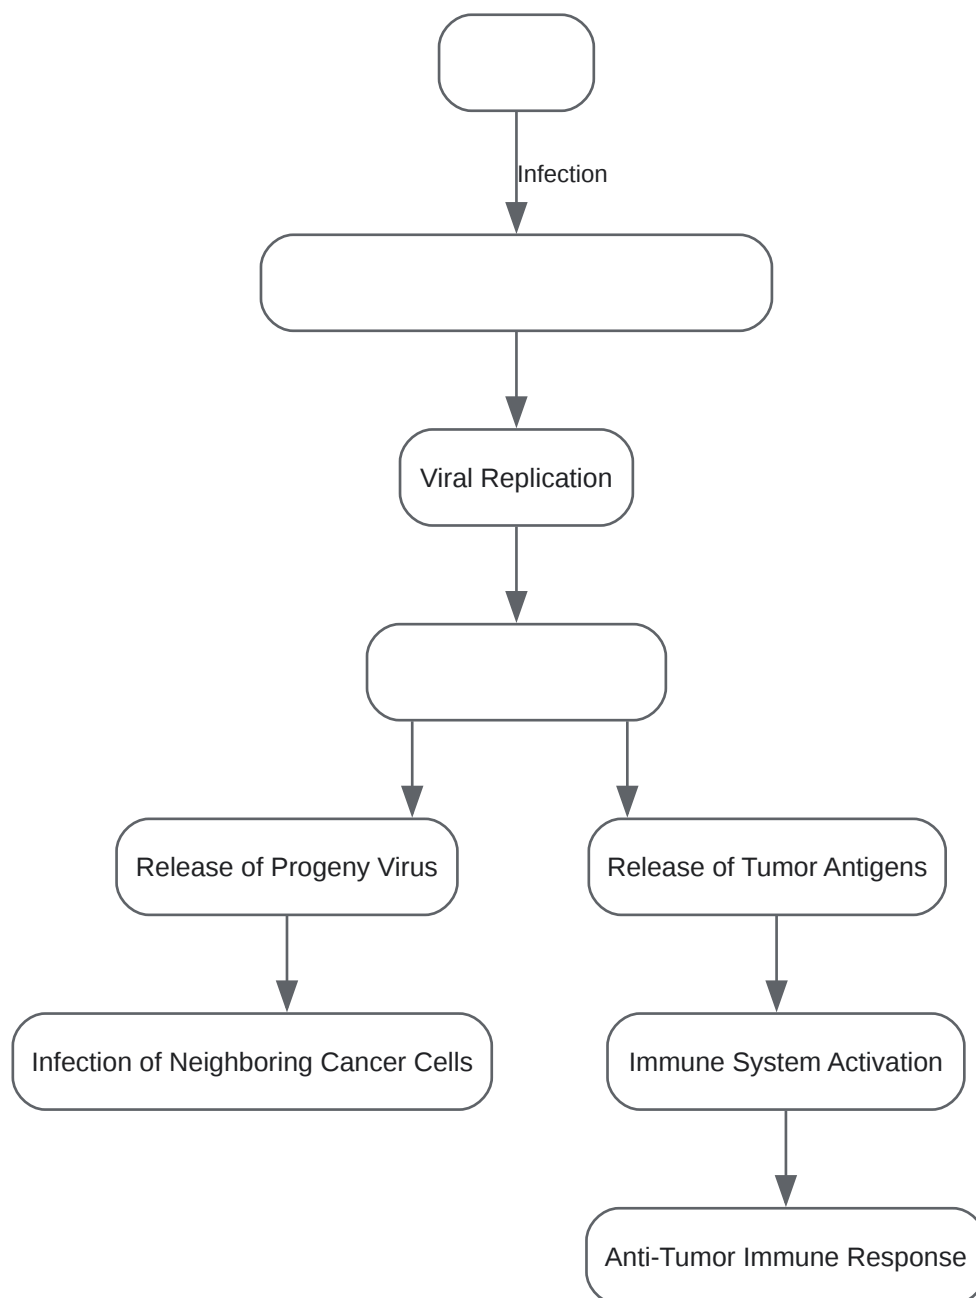 Infection
Viral Replication
Release of Progeny Virus
Release of Tumor Antigens
Infection of Neighboring Cancer Cells
Immune System Activation
Anti-Tumor Immune Response